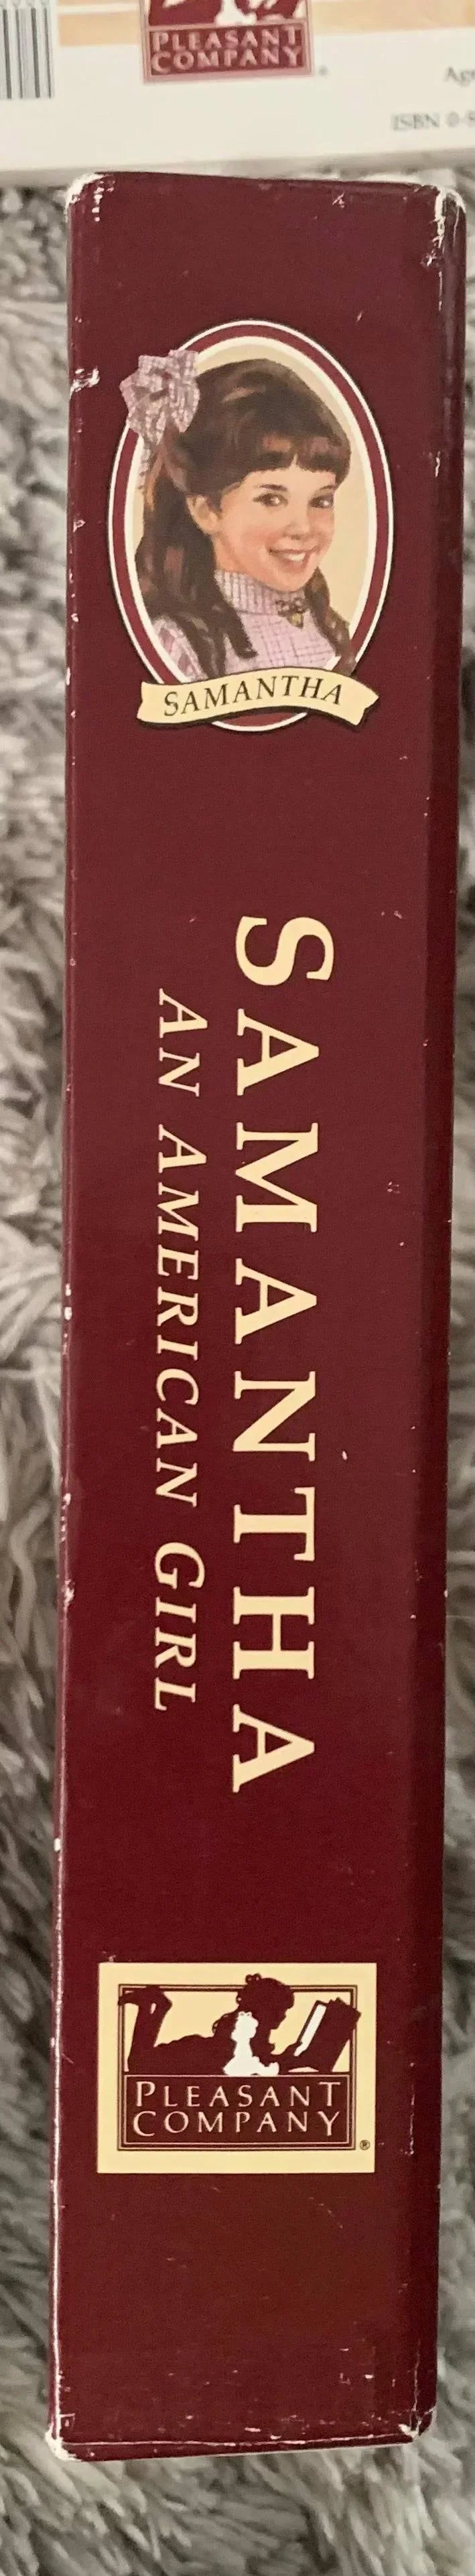 PLEASANT
COMPANY
ISBN 0-
SAMANTHA
SAMANTHA
AN AMERICAN GIRL
PLEASANT
COMPANY
®